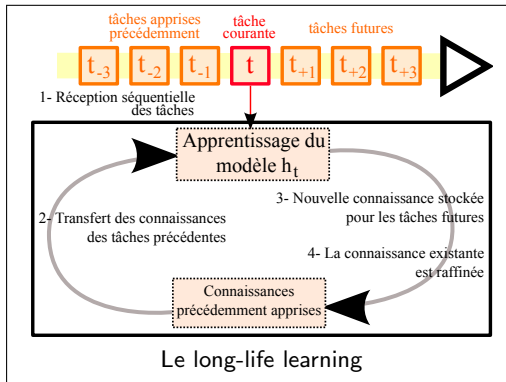 tâches apprises
précédemment
tâche
courante
tâches futures
t-3 t-2 t-1 t t+1 t+2 t+3
1- Réception séquentielle
des tâches
Apprentissage du
modèle ht
2- Transfert des connaissances
des tâches précédentes
3- Nouvelle connaissance stockée
pour les tâches futures
4- La connaissance existante
est raffinée
Connaissances
précédemment apprises
Le long-life learning